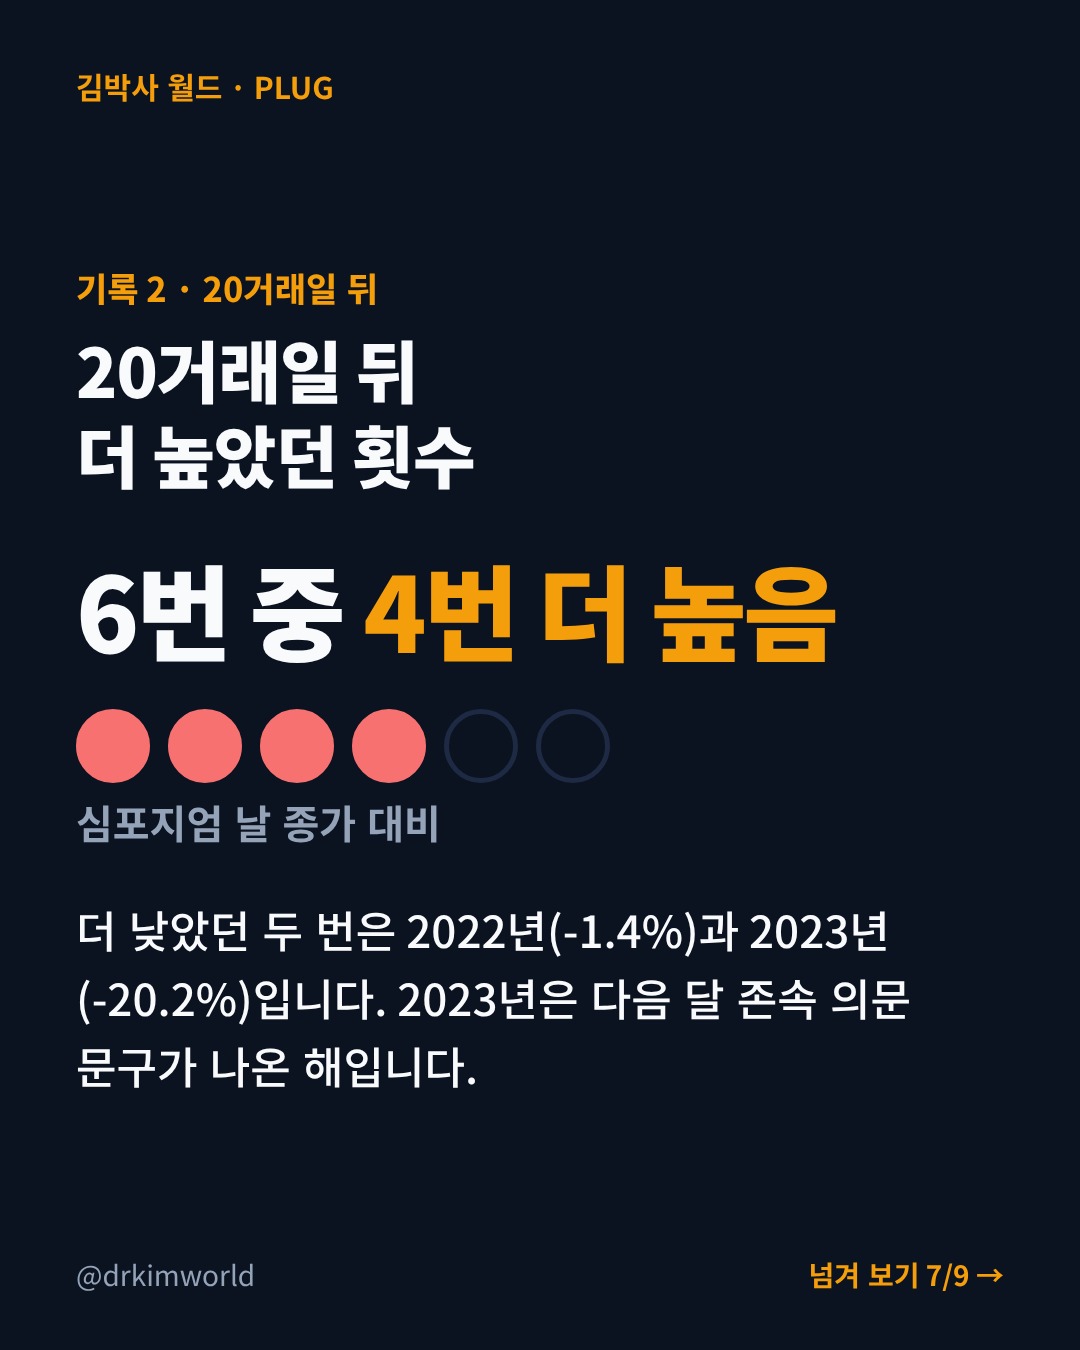 김박사 월드 · PLUG
기록 2 · 20거래일 뒤
20거래일 뒤
더 높았던 횟수
6번 중 4번 더 높음
심포지엄 날 종가 대비
더 낮았던 두 번은 2022년(-1.4%)과 2023년
(-20.2%)입니다. 2023년은 다음 달 존속 의문
문구가 나온 해입니다.
@drkimworld
넘겨 보기 7/9 →